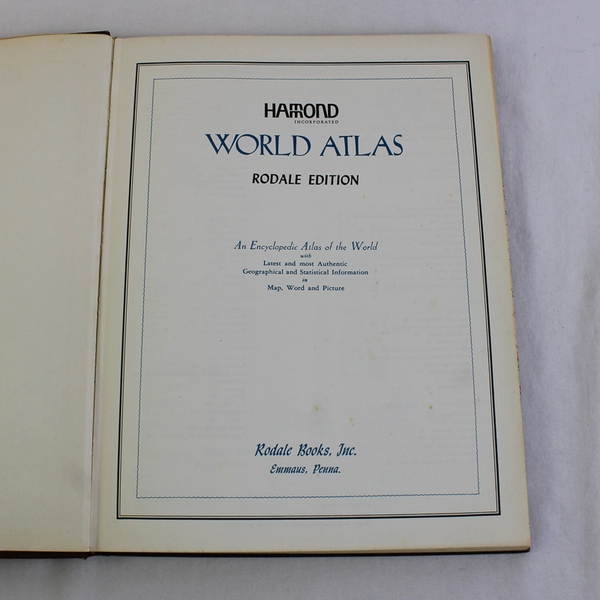 HAMMOND
INCORPORATED
WORLD ATLAS
RODALE EDITION
An Encyclopedic Atlas of the World
with
Latest and most Authentic
Geographical and Statistical Information
in
Map, Word and Picture
Rodale Books, Inc.
Emmaus, Penna.